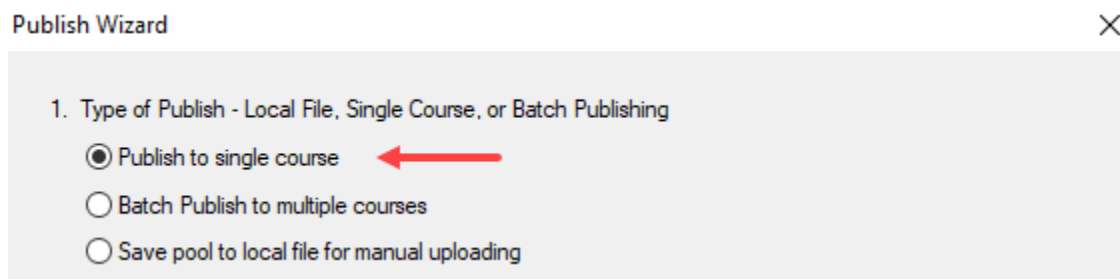 Publish Wizard
1. Type of Publish - Local File, Single Course, or Batch Publishing
Publish to single course
Batch Publish to multiple courses
Save pool to local file for manual uploading